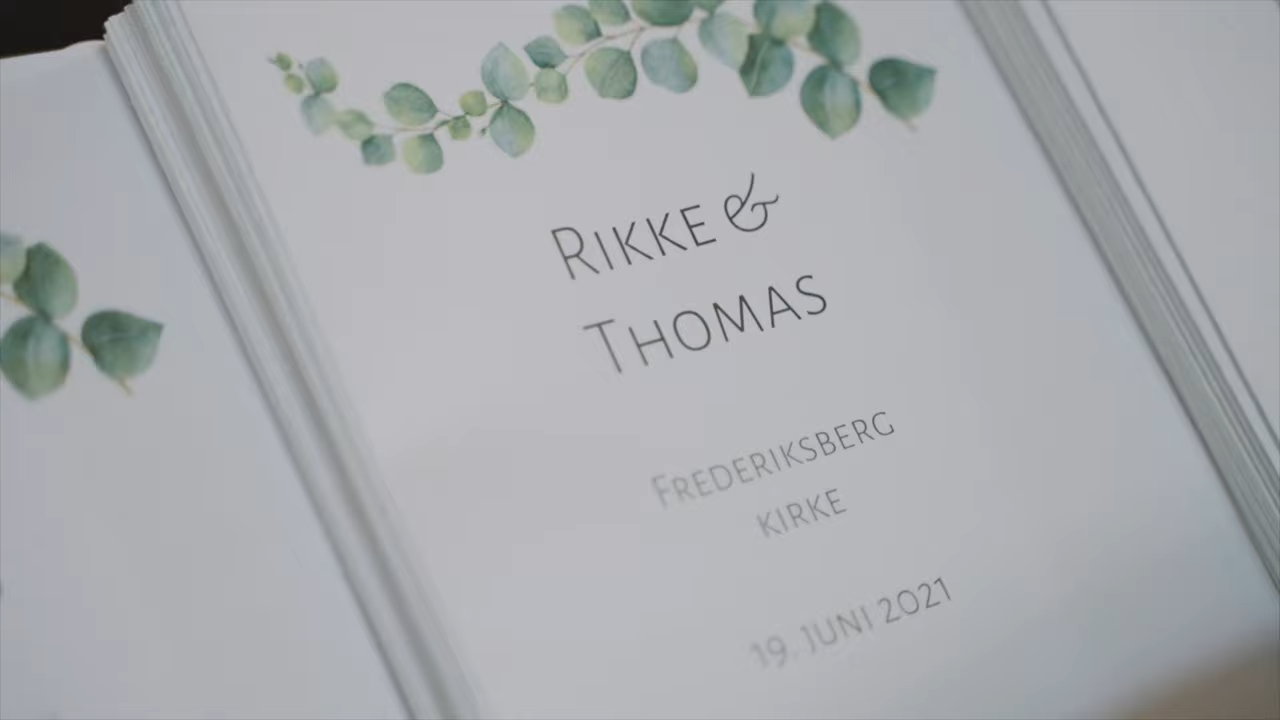 RIKKE &
THOMAS
FREDERIKSBERG
KIRKE
19. JUNI 2021